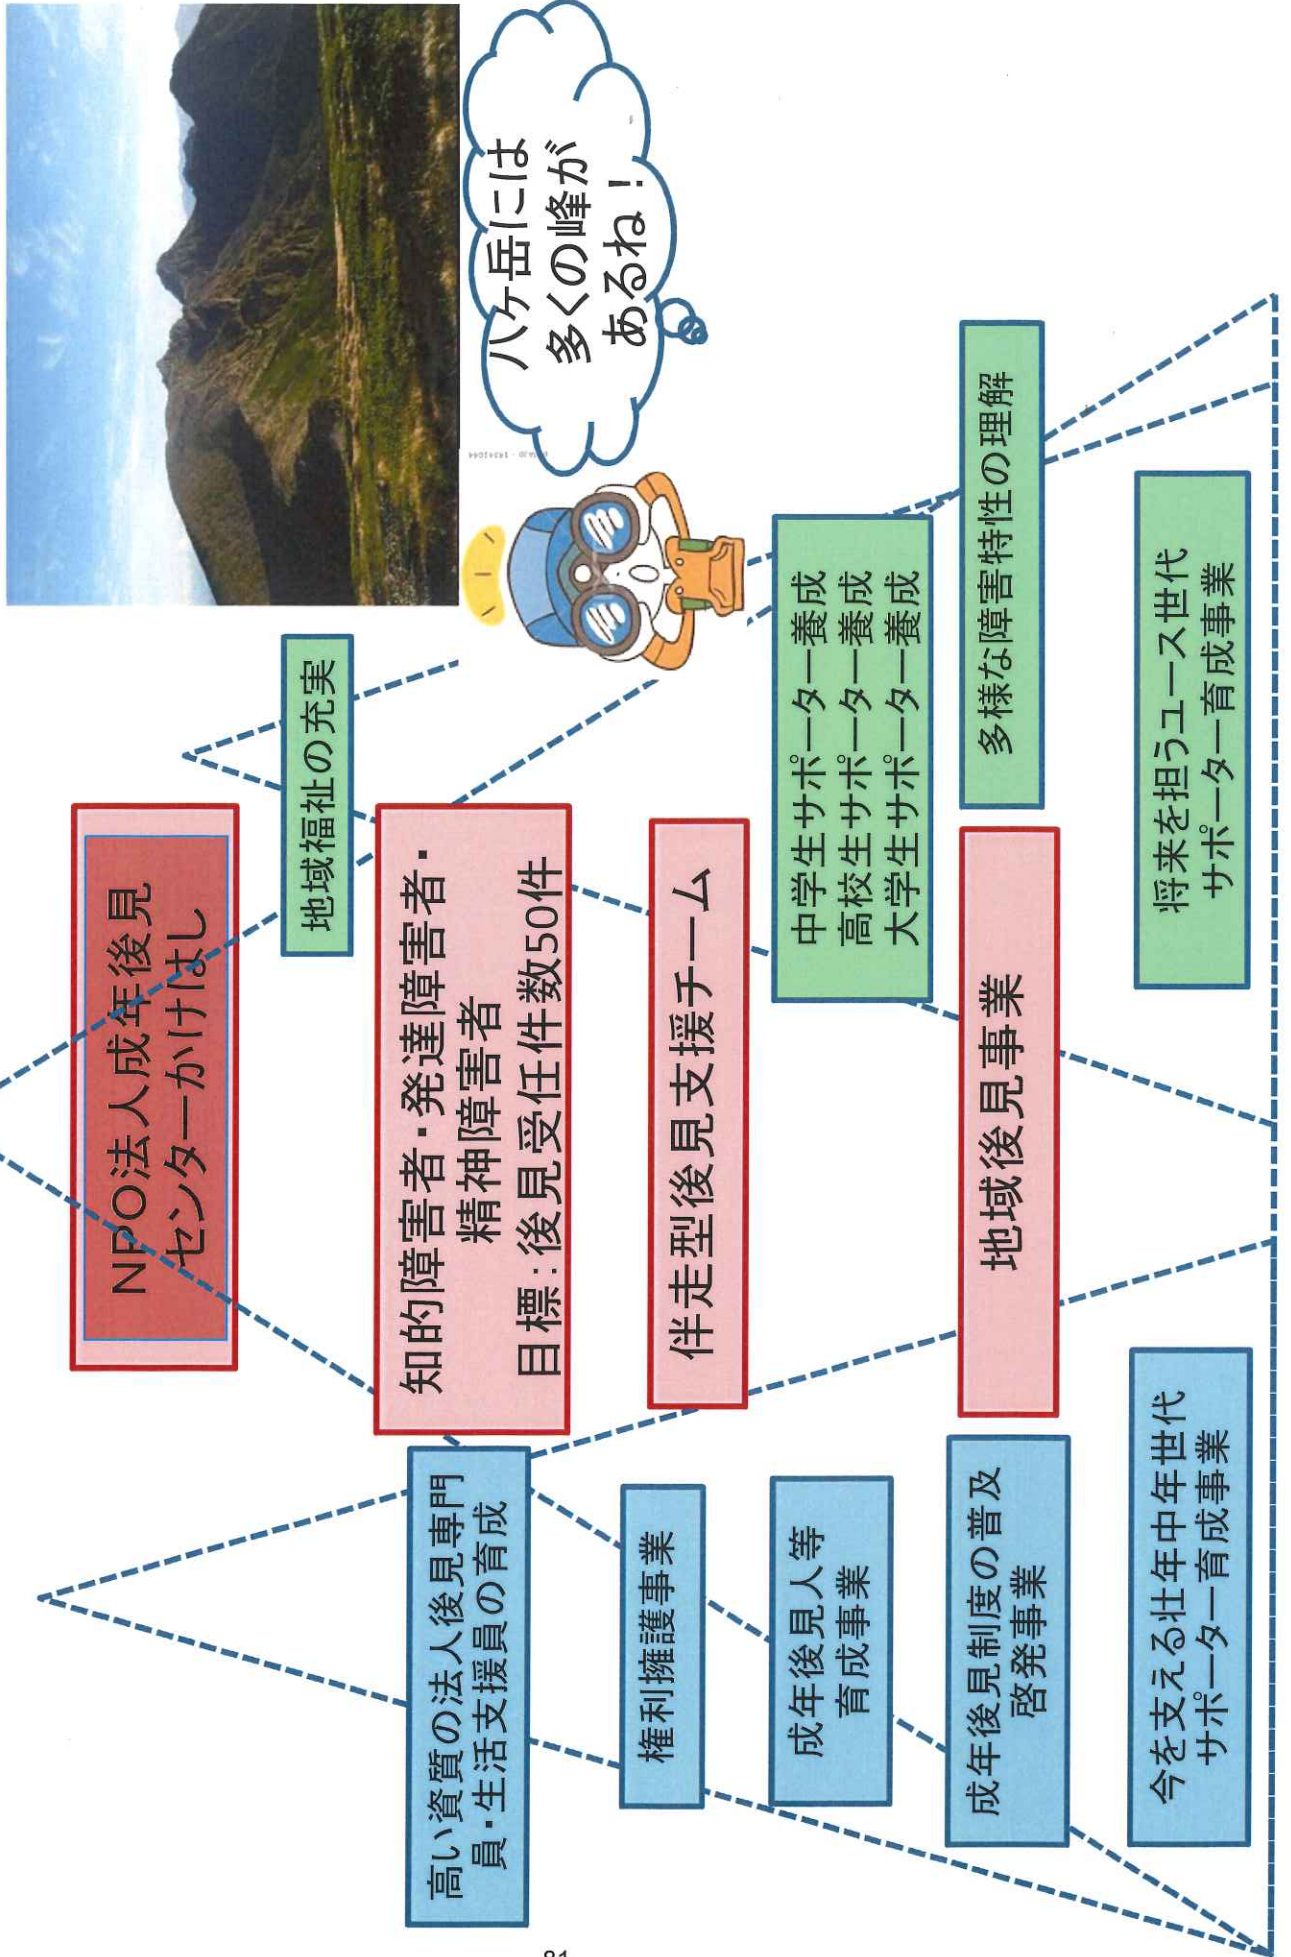 NPO法人成年後見
センターかけはし
八ヶ岳には
多くの峰が
あるね！
地域福祉の充実
知的障害者・発達障害者・
精神障害者
目標：後見受任件数50件
高い資質の法人後見専門
員・生活支援員の育成
伴走型後見支援チーム
権利擁護事業
中学生サポーター養成
高校生サポーター養成
大学生サポーター養成
成年後見人等
育成事業
多様な障害特性の理解
地域後見事業
成年後見制度の普及
啓発事業
将来を担うユース世代
サポーター育成事業
今を支える壮年中年世代
サポーター育成事業